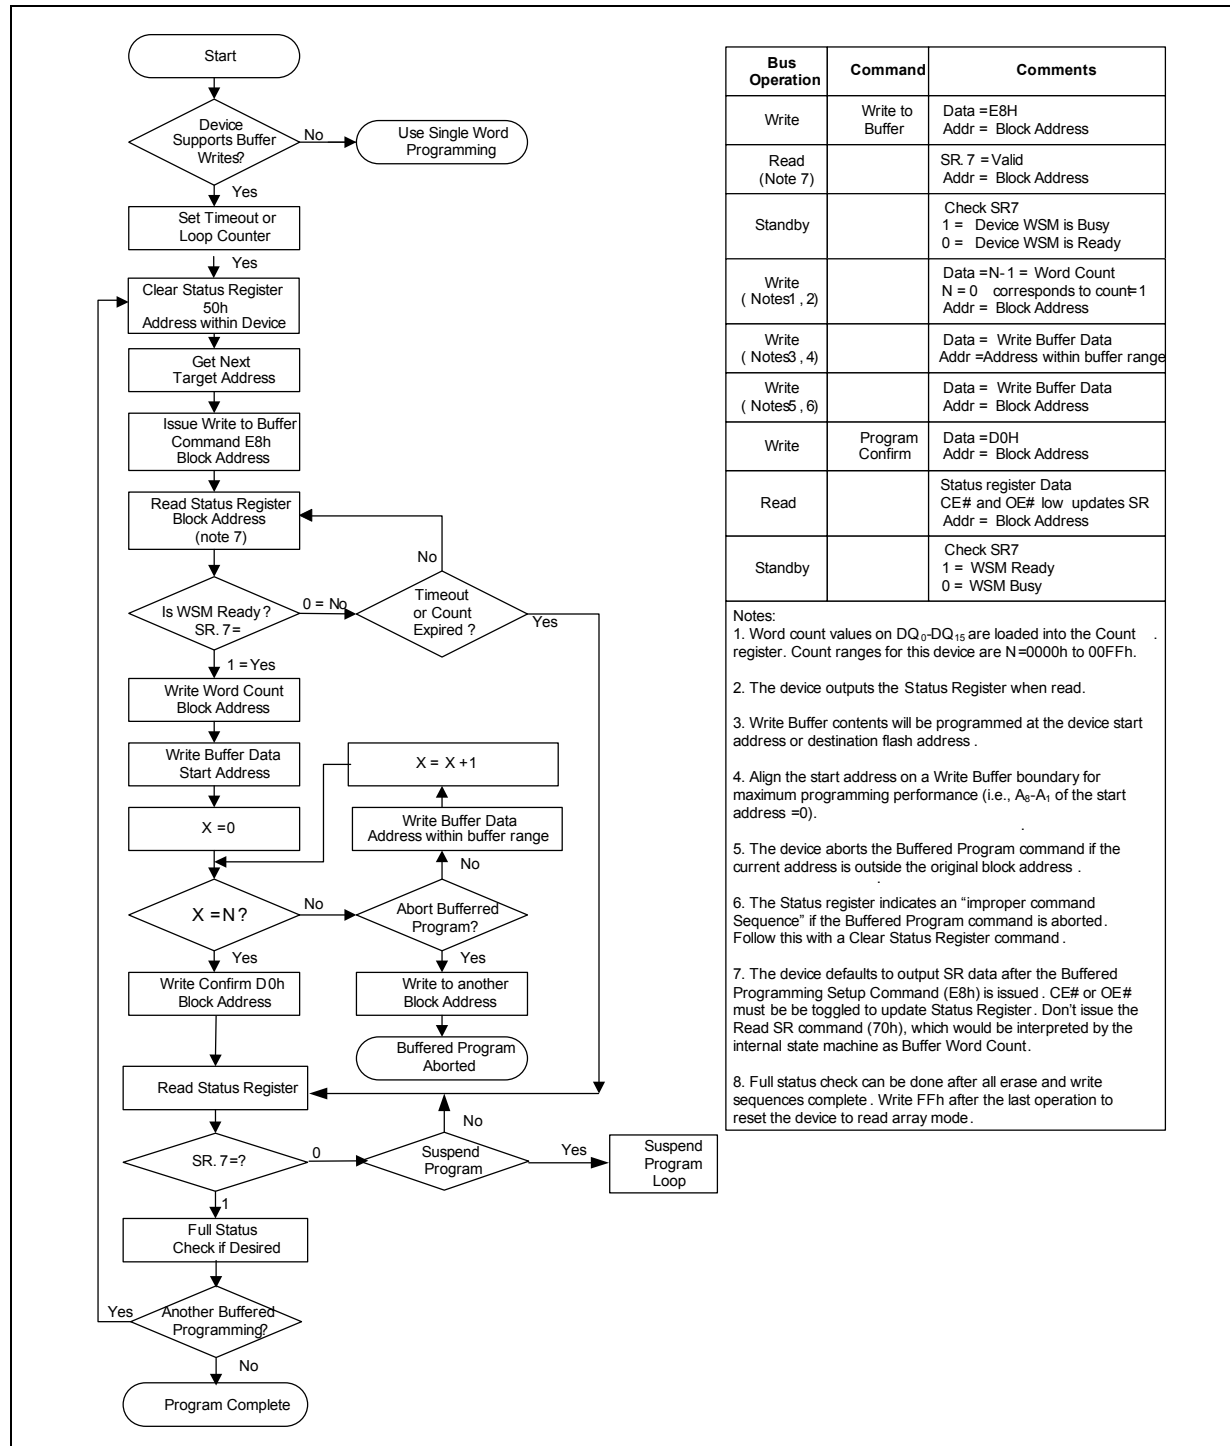 Start
Device
Supports Buffer
Writes?
No
Use Single Word
Programming
Yes
Set Timeout or
Loop Counter
Yes
Clear Status Register
50h
Address within Device
Get Next
Target Address
Issue Write to Buffer
Command E8h
Block Address
Read Status Register
Block Address
(note 7)
No
Is WSM Ready?
SR. 7 =
0 = No
Timeout
or Count
Expired ?
Yes
1 = Yes
Write Word Count
Block Address
Write Buffer Data
Start Address
X = X +1
X =0
Write Buffer Data
Address within buffer range
No
X =N?
No
Abort Bufferred
Program?
Yes
Yes
Write Confirm D0h
Block Address
Write to another
Block Address
Buffered Program
Aborted
Read Status Register
No
SR. 7=?
0
Suspend
Program
Yes
Suspend
Program
Loop
1
Full Status
Check if Desired
Yes
Another Buffered
Programming?
No
Program Complete
Bus
Operation
Command
Comments
Write
Write to
Buffer
Data =E8H
Addr = Block Address
Read
(Note 7)
SR. 7 =Valid
Addr = Block Address
Standby
Check SR7
1 = Device WSM is Busy
0 = Device WSM is Ready
Write
( Notes1 , 2)
Data =N- 1 = Word Count
N = 0 corresponds to count=1
Addr = Block Address
Write
( Notes3 , 4)
Data = Write Buffer Data
Addr =Address within buffer range
Write
( Notes5 , 6)
Data = Write Buffer Data
Addr = Block Address
Write
Program
Confirm
Data =D0H
Addr = Block Address
Read
Status register Data
CE# and OE# low updates SR
Addr = Block Address
Standby
Check SR7
1 = WSM Ready
0 = WSM Busy
Notes:
1. Word count values on DQ₀-DQ₁₅ are loaded into the Count .
register. Count ranges for this device are N=0000h to 00FFh.
2. The device outputs the Status Register when read.
3. Write Buffer contents will be programmed at the device start
address or destination flash address .
4. Align the start address on a Write Buffer boundary for
maximum programming performance (i.e., A₈-A₁ of the start
address =0).
5. The device aborts the Buffered Program command if the
current address is outside the original block address .
6. The Status register indicates an “improper command
Sequence” if the Buffered Program command is aborted.
Follow this with a Clear Status Register command .
7. The device defaults to output SR data after the Buffered
Programming Setup Command (E8h) is issued . CE# or OE#
must be be toggled to update Status Register. Don’t issue the
Read SR command (70h), which would be interpreted by the
internal state machine as Buffer Word Count.
8. Full status check can be done after all erase and write
sequences complete . Write FFh after the last operation to
reset the device to read array mode .